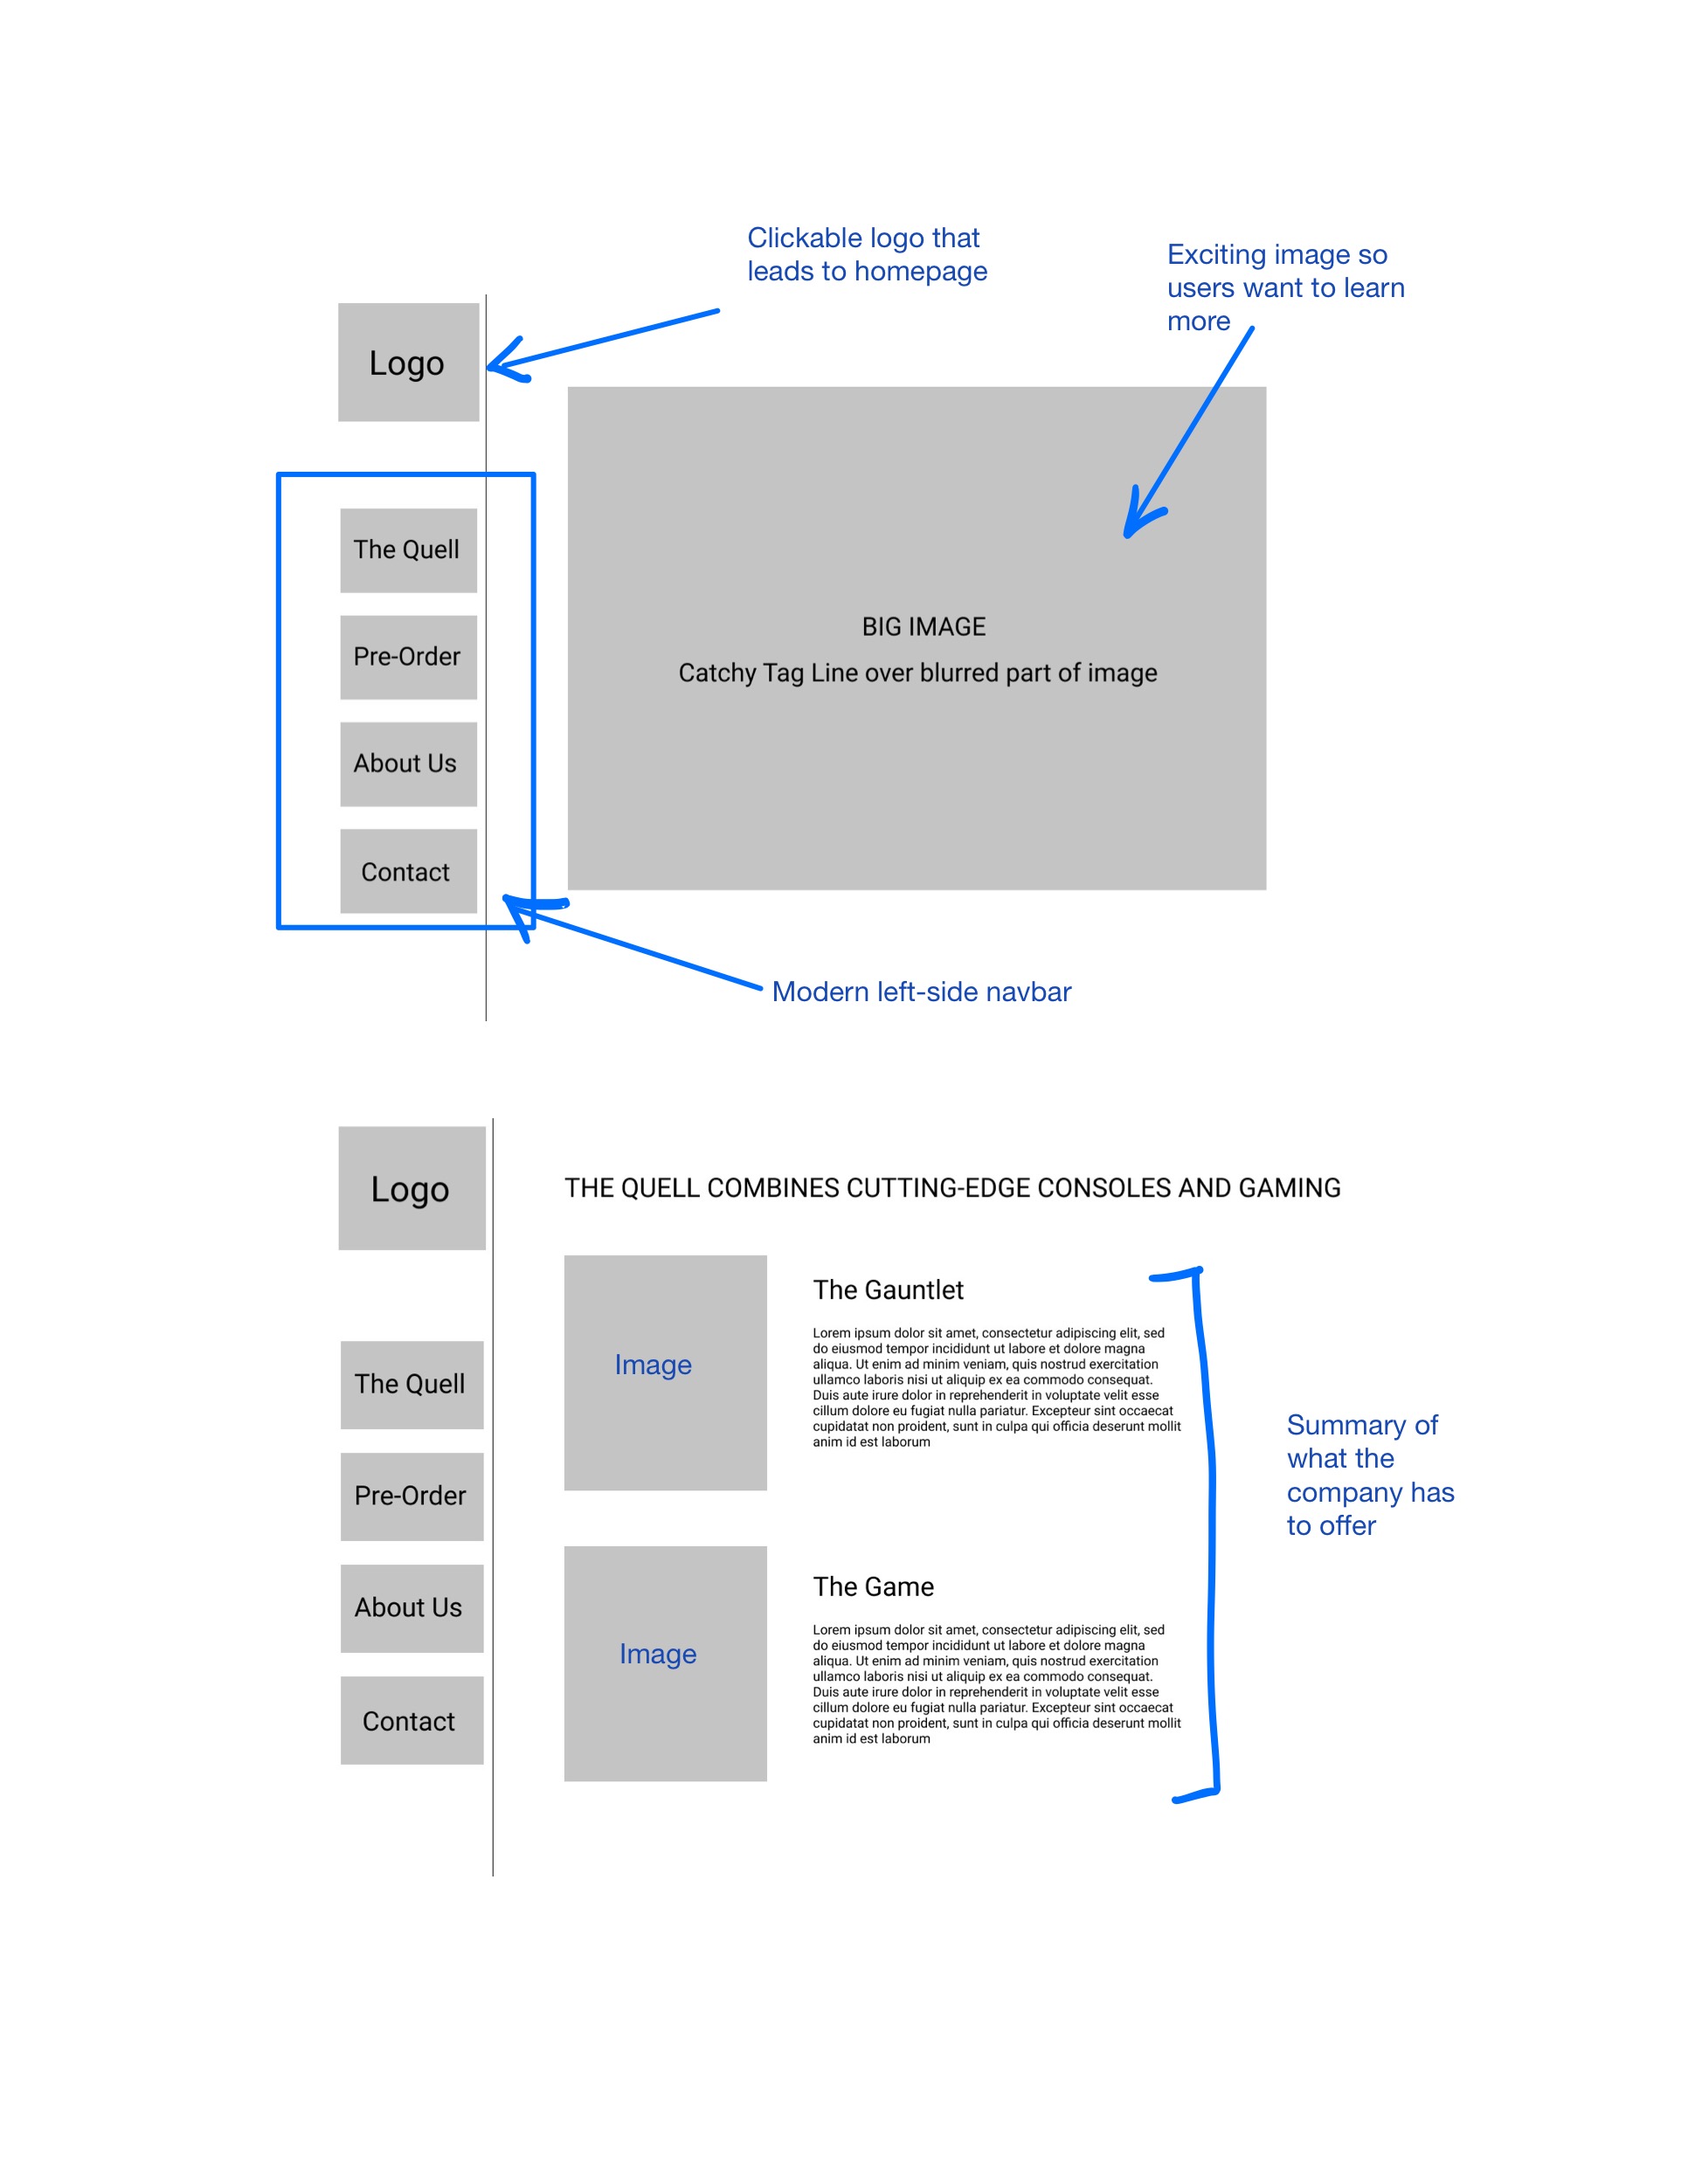 Clickable logo that
leads to homepage
Exciting image so
users want to learn
more
Logo
The Quell
Pre-Order
About Us
Contact
BIG IMAGE
Catchy Tag Line over blurred part of image
Modern left-side navbar
Logo
The Quell
Pre-Order
About Us
Contact
THE QUELL COMBINES CUTTING-EDGE CONSOLES AND GAMING
Image
The Gauntlet
Lorem ipsum dolor sit amet, consectetur adipiscing elit, sed
do eiusmod tempor incididunt ut labore et dolore magna
aliqua. Ut enim ad minim veniam, quis nostrud exercitation
ullamco laboris nisi ut aliquip ex ea commodo consequat.
Duis aute irure dolor in reprehenderit in voluptate velit esse
cillum dolore eu fugiat nulla pariatur. Excepteur sint occaecat
cupidatat non proident, sunt in culpa qui officia deserunt mollit
anim id est laborum
Summary of
what the
company has
to offer
Image
The Game
Lorem ipsum dolor sit amet, consectetur adipiscing elit, sed
do eiusmod tempor incididunt ut labore et dolore magna
aliqua. Ut enim ad minim veniam, quis nostrud exercitation
ullamco laboris nisi ut aliquip ex ea commodo consequat.
Duis aute irure dolor in reprehenderit in voluptate velit esse
cillum dolore eu fugiat nulla pariatur. Excepteur sint occaecat
cupidatat non proident, sunt in culpa qui officia deserunt mollit
anim id est laborum